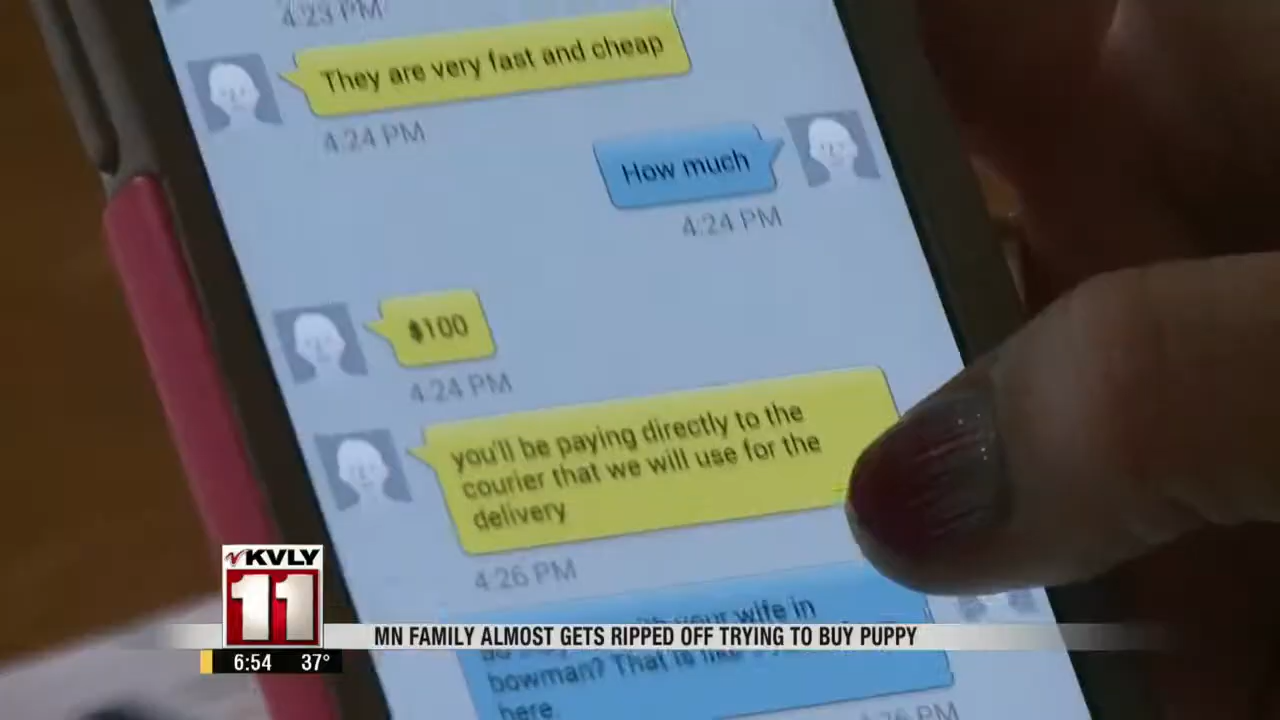 4:23 PM
They are very fast and cheap
4:24 PM
How much
4:24 PM
$100
4:24 PM
you'll be paying directly to the
courier that we will use for the
delivery
4:26 PM
your wife in
bowman? That is
here
PM
KVLY
11
MN FAMILY ALMOST GETS RIPPED OFF TRYING TO BUY PUPPY
6:54 37°